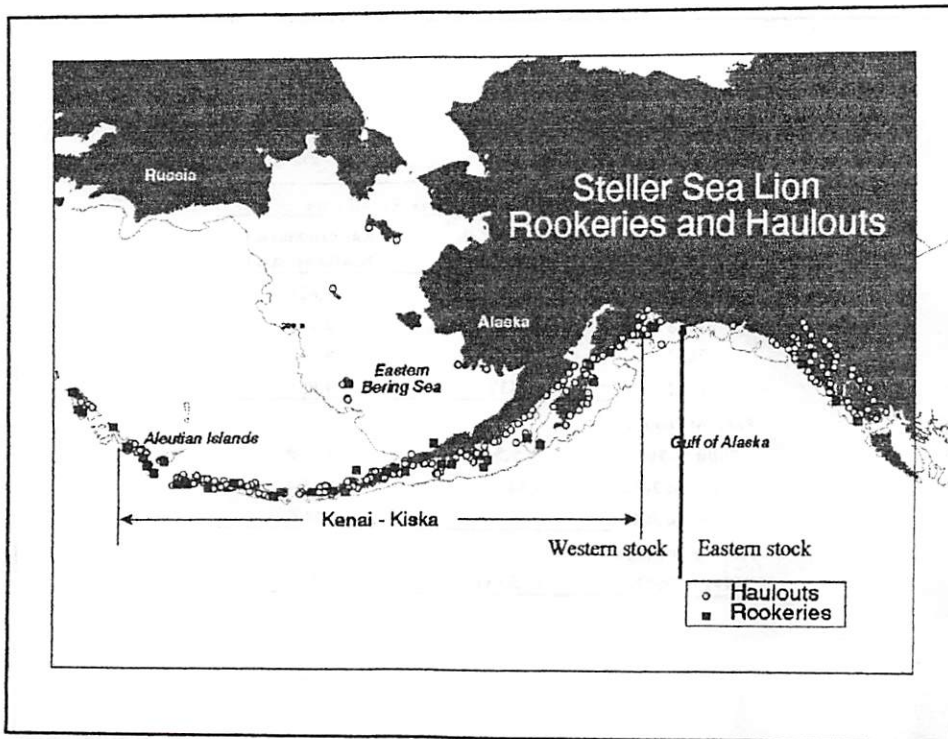 Russia
Steller Sea Lion
Rookeries and Haulouts
Alaska
Eastern
Bering Sea
Aleutian Islands
Gulf of Alaska
Kenai - Kiska
Western stock
Eastern stock
Haulouts
Rookeries